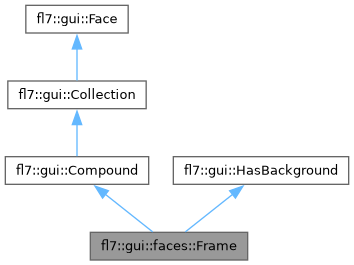 fl7::gui::Face
fl7::gui::Collection
fl7::gui::Compound
fl7::gui::HasBackground
fl7::gui::faces::Frame